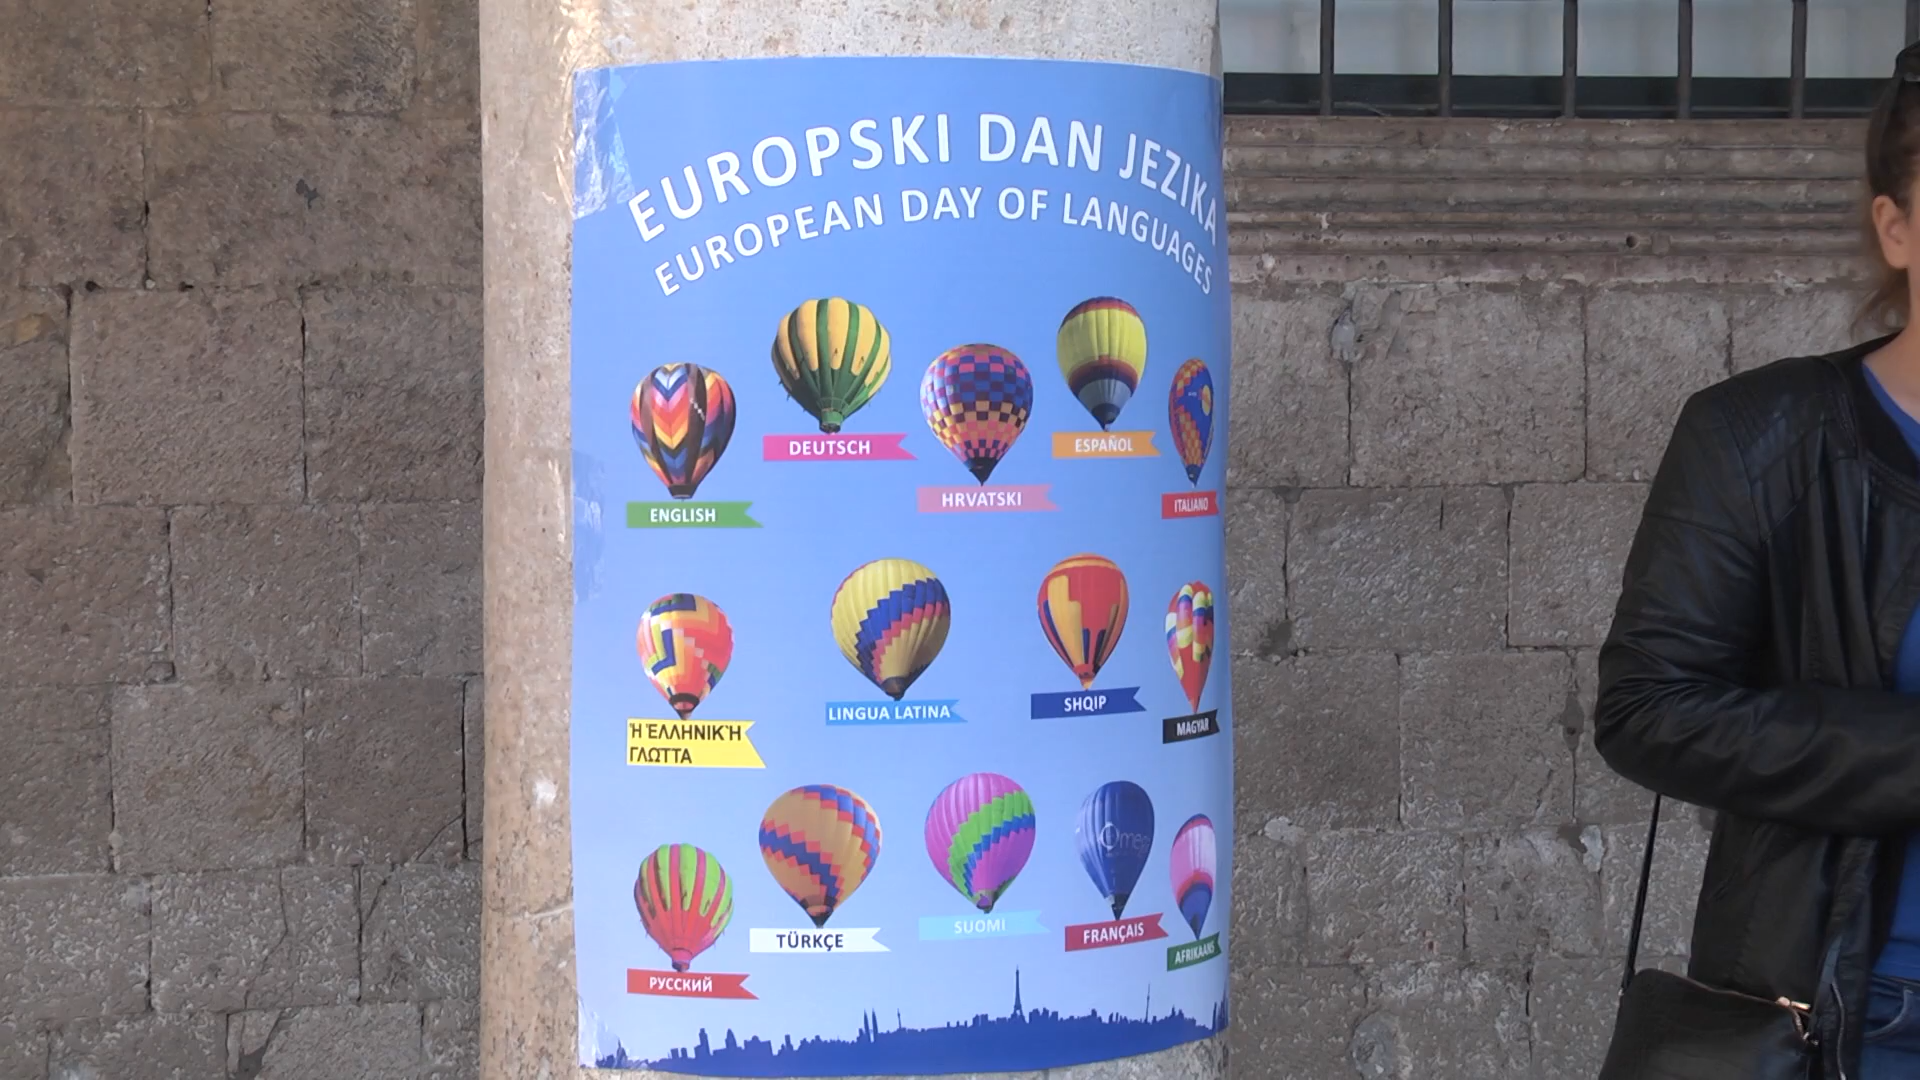 EUROPSKI DAN JEZIKA
EUROPEAN DAY OF LANGUAGES
ENGLISH
DEUTSCH
HRVATSKI
ESPAÑOL
ITALIANO
Ἡ ἙΛΛΗΝΙΚῊ
ΓΛΩΤΤΑ
LINGUA LATINA
SHQIP
MAGYAR
РУССКИЙ
TÜRKÇE
SUOMI
FRANÇAIS
AFRIKAANS